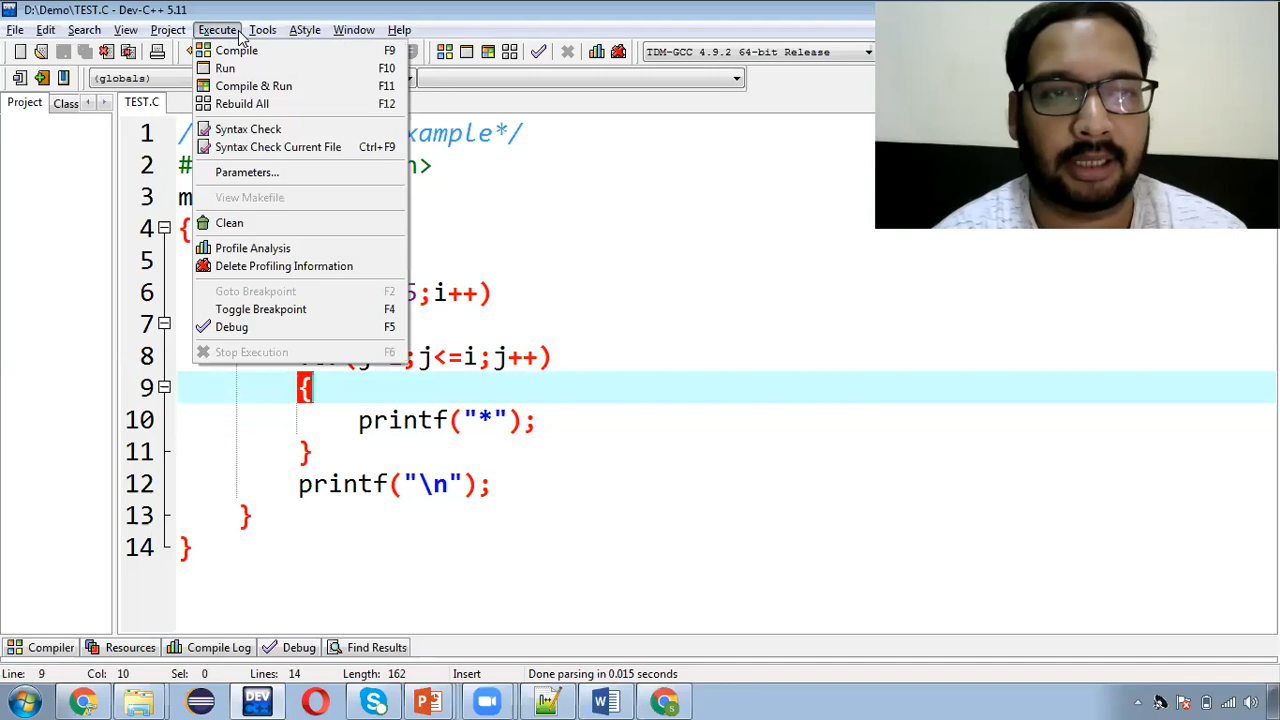 D:\Demo\TEST.C - Dev-C++ 5.11
File Edit Search View Project Execute Tools AStyle Window Help
TDM-GCC 4.9.2 64-bit Release
(globals)
Project Class TEST.C
Compile F9
Run F10
Compile & Run F11
Rebuild All F12
Syntax Check
Syntax Check Current File Ctrl+F9
Parameters...
View Makefile
Clean
Profile Analysis
Delete Profiling Information
Goto Breakpoint F2
Toggle Breakpoint F4
Debug F5
Stop Execution F6
1 / xample*/
2 # >
3 m
4 {
5
6 5;i++)
7
8 ;j<=i;j++)
9 {
10 printf("*");
11 }
12 printf("\n");
13 }
14 }
Compiler Resources Compile Log Debug Find Results
Line: 9 Col: 10 Sel: 0 Lines: 14 Length: 162 Insert Done parsing in 0.015 seconds
DEV C++